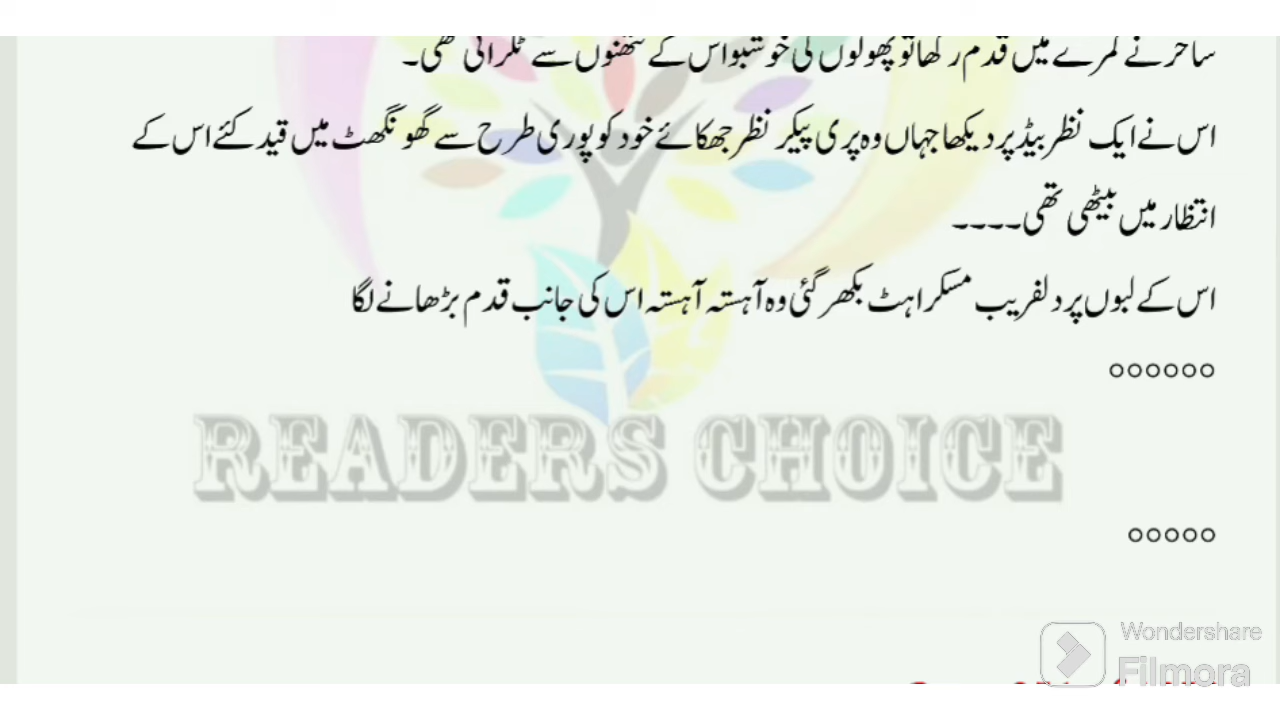 ساحر نے کمرے میں قدم رکھا تو پھولوں کی خوشبو اس کے نتھنوں سے ٹکرائی تھی۔
اس نے ایک نظر بیڈ پر دیکھا جہاں وہ پری پیکر نظر جھکائے خود کو پوری طرح سے گھونگھٹ میں قید کئے اس کے
انتظار میں بیٹھی تھی۔۔۔۔
اس کے لبوں پر دلفریب مسکراہٹ بکھر گئی وہ آہستہ آہستہ اس کی جانب قدم بڑھانے لگا
○○○○○○
READERS CHOICE
○○○○○
Wondershare
Filmora